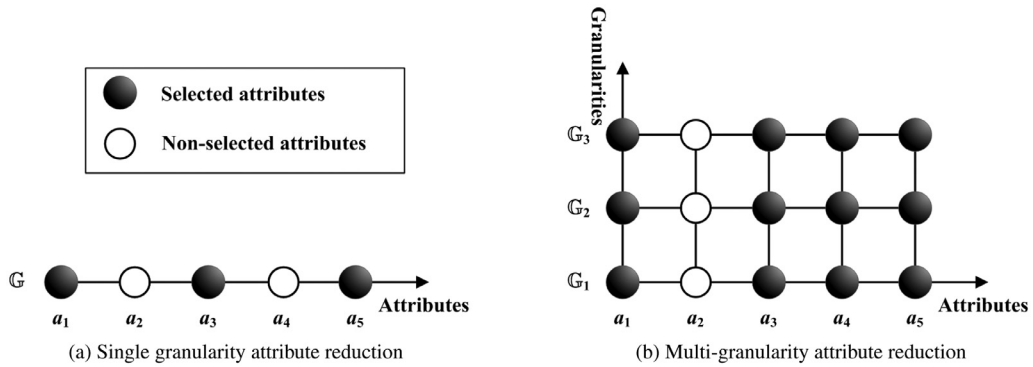 Selected attributes
Non-selected attributes
𝔾
Attributes
a1 a2 a3 a4 a5
(a) Single granularity attribute reduction
Granularities
𝔾3
𝔾2
𝔾1
Attributes
a1 a2 a3 a4 a5
(b) Multi-granularity attribute reduction